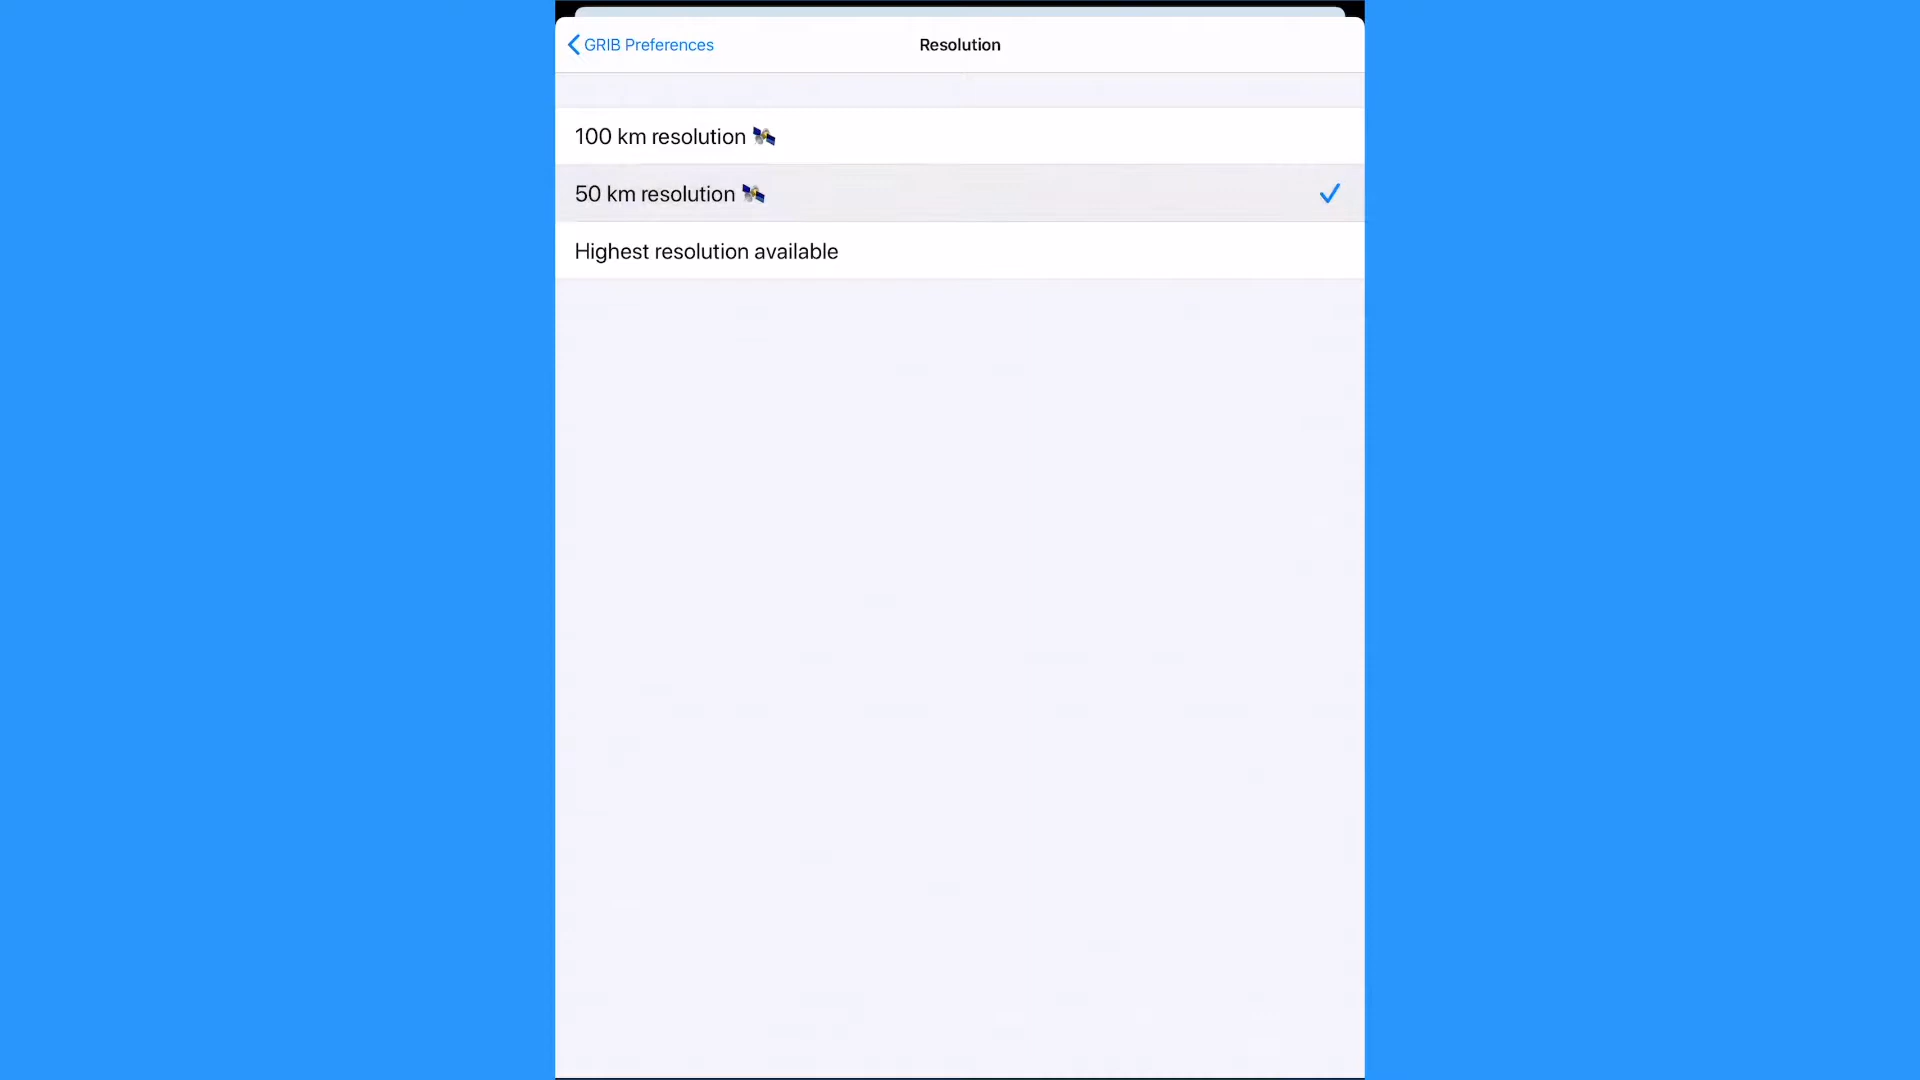 GRIB Preferences
Resolution
100 km resolution 🛰️
50 km resolution 🛰️
Highest resolution available